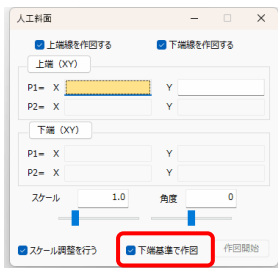 人工斜面
上端線を作図する 下端線を作図する
上端（XY）
P1= X Y
P2= X Y
下端（XY）
P1= X Y
P2= X Y
スケール 1.0 角度 0
スケール調整を行う 下端基準で作図 作図開始